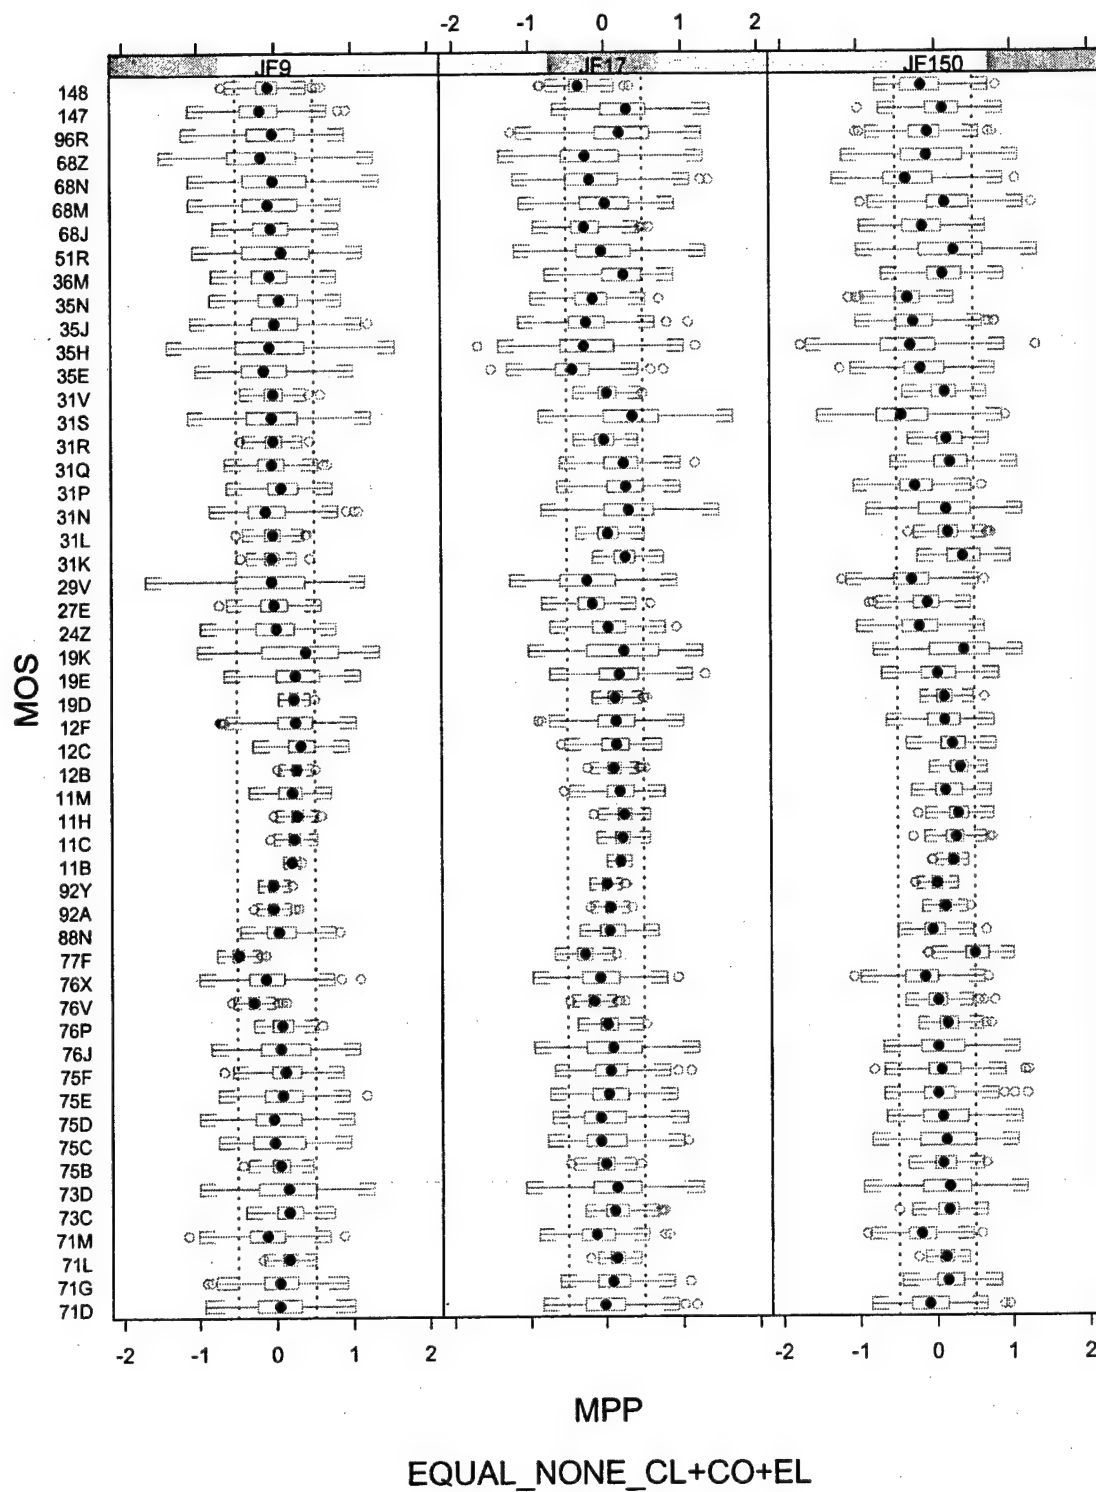 -2 -1 0 1 2
JF9 JF17 JF150
148
147
96R
68Z
68N
68M
68J
51R
36M
35N
35J
35H
35E
31V
31S
31R
31Q
31P
31N
31L
31K
29V
27E
24Z
19K
19E
19D
12F
12C
12B
11M
11H
11C
11B
92Y
92A
88N
77F
76X
76V
76P
76J
75F
75E
75D
75C
75B
73D
73C
71M
71L
71G
71D
MOS
-2 -1 0 1 2 -2 -1 0 1 2
MPP
EQUAL_NONE_CL+CO+EL